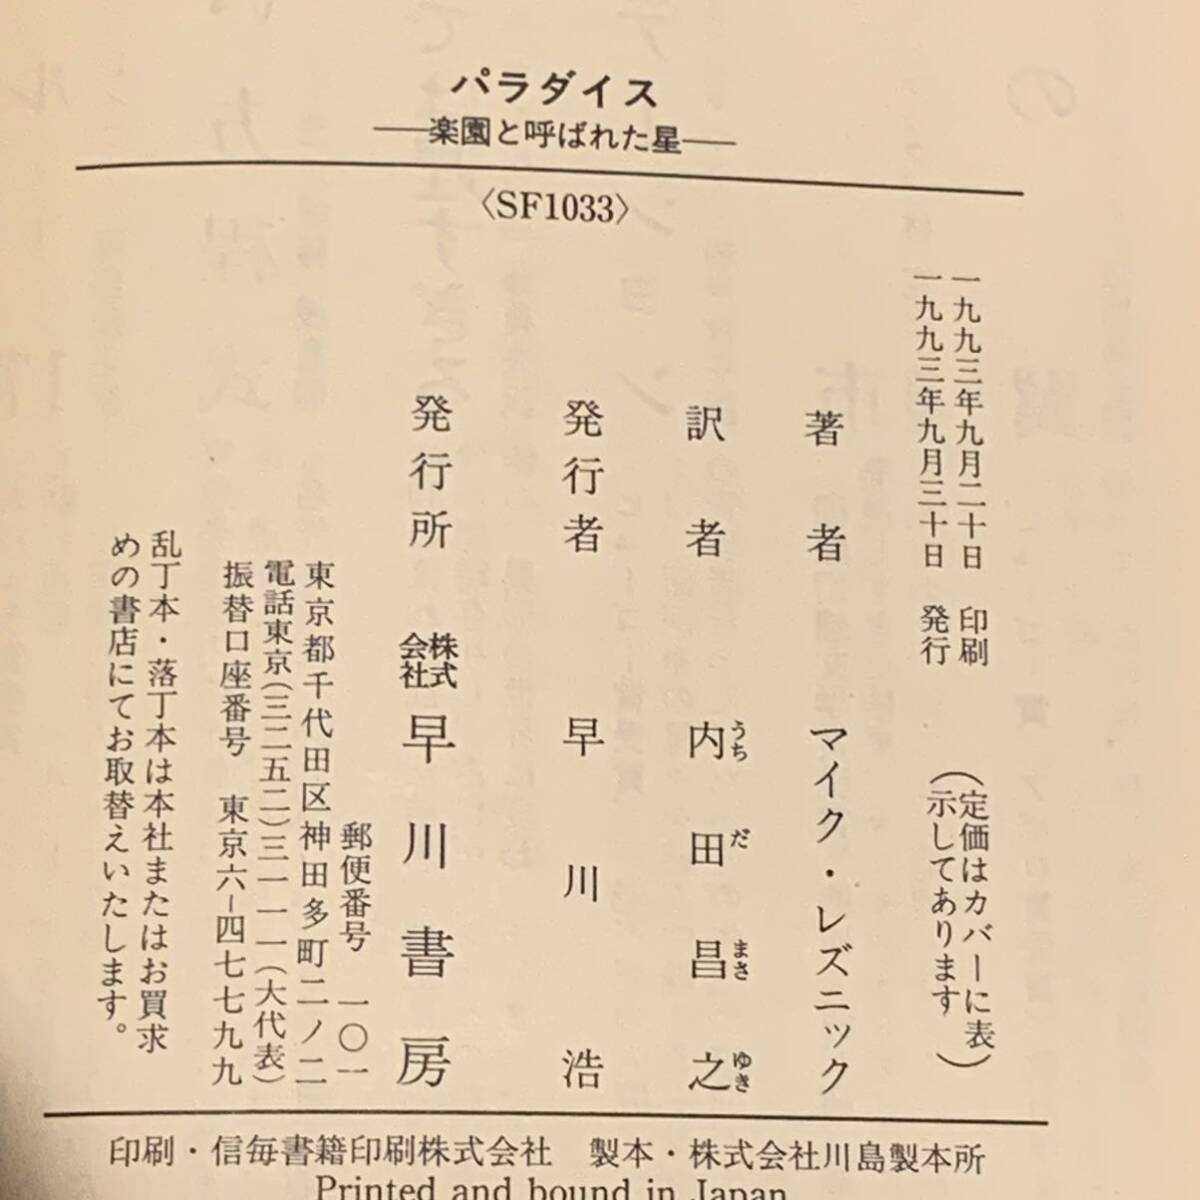 パラダイス
―楽園と呼ばれた星―
〈SF1033〉
一九九三年九月二十日 印刷
一九九三年九月三十日 発行
(定価はカバーに表
示してあります)
著者 マイク・レズニック
訳者 内田昌之
うちだまさゆき
発行者 早川浩
発行所 株式会社 早川書房
郵便番号 一〇一
東京都千代田区神田多町二ノ二
電話東京(三二五二)三一一一(大代表)
振替口座番号 東京六-四七七九九
乱丁本・落丁本は本社またはお買求
めの書店にてお取替えいたします。
印刷・信毎書籍印刷株式会社 製本・株式会社川島製本所
Printed and bound in Japan